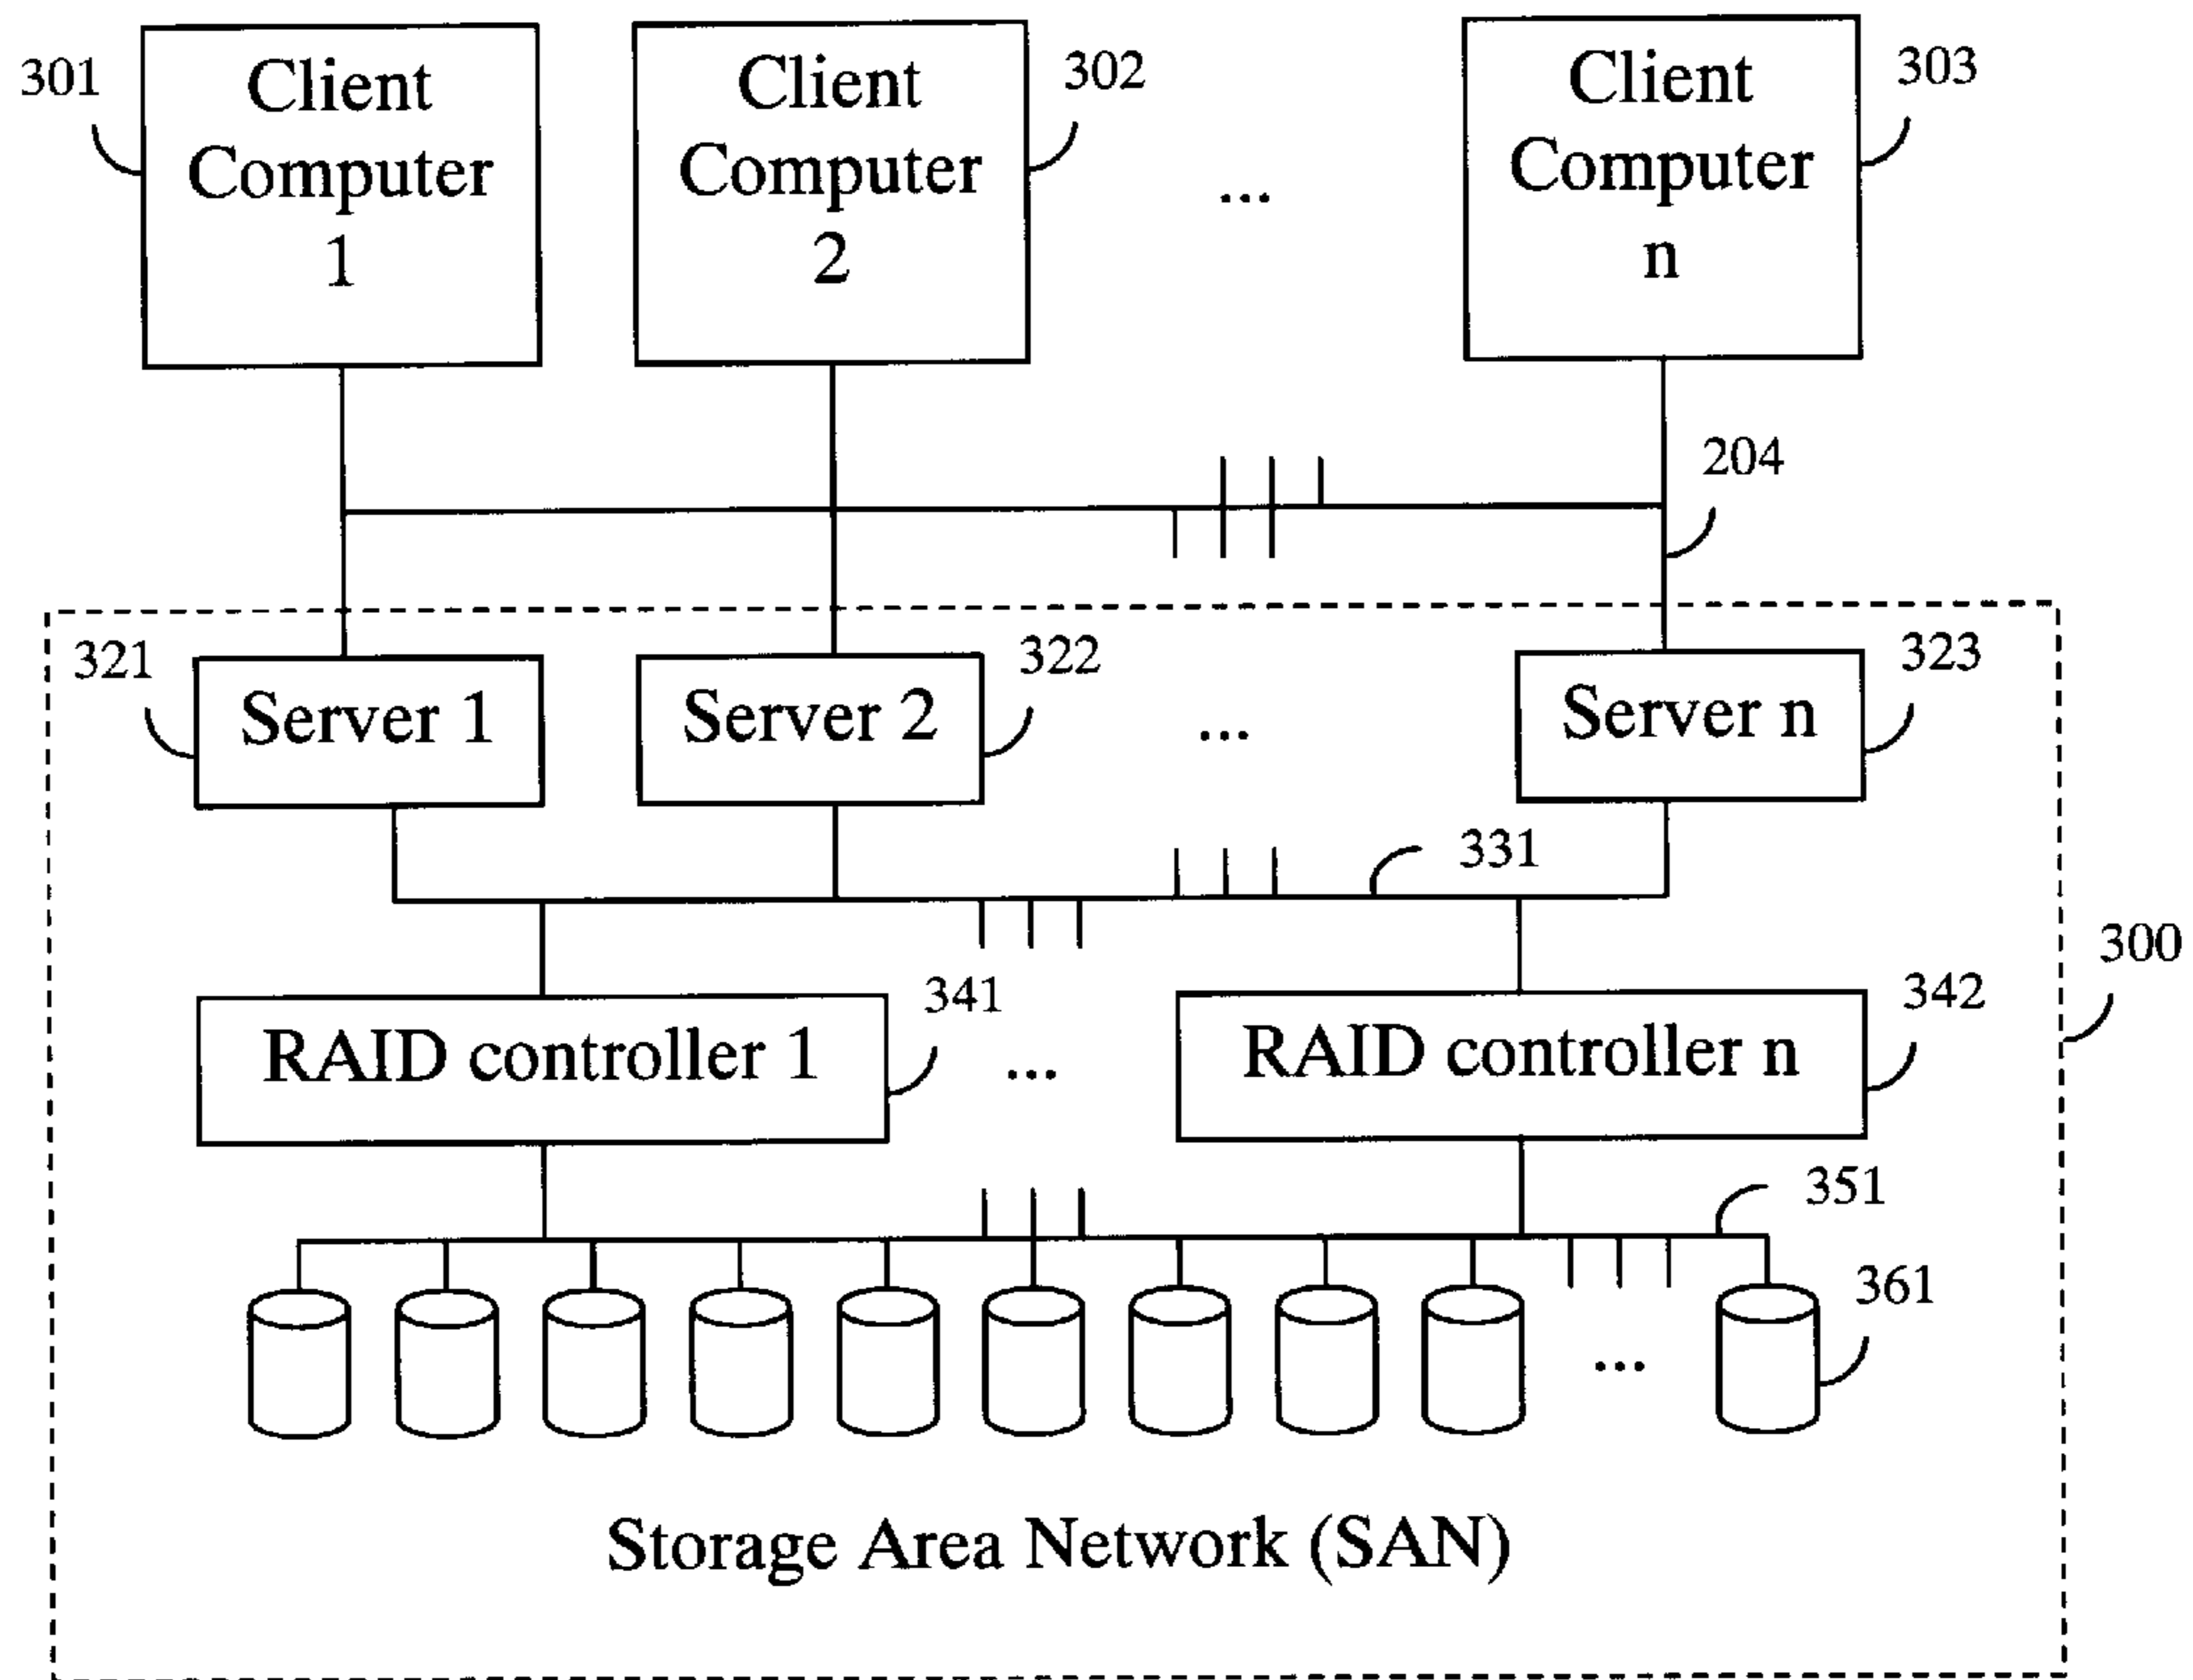 301
Client
Computer
1
Client
Computer
2
302
...
Client
Computer
n
303
204
321
Server 1
Server 2
322
...
Server n
323
331
300
RAID controller 1
341
...
RAID controller n
342
351
361
...
Storage Area Network (SAN)